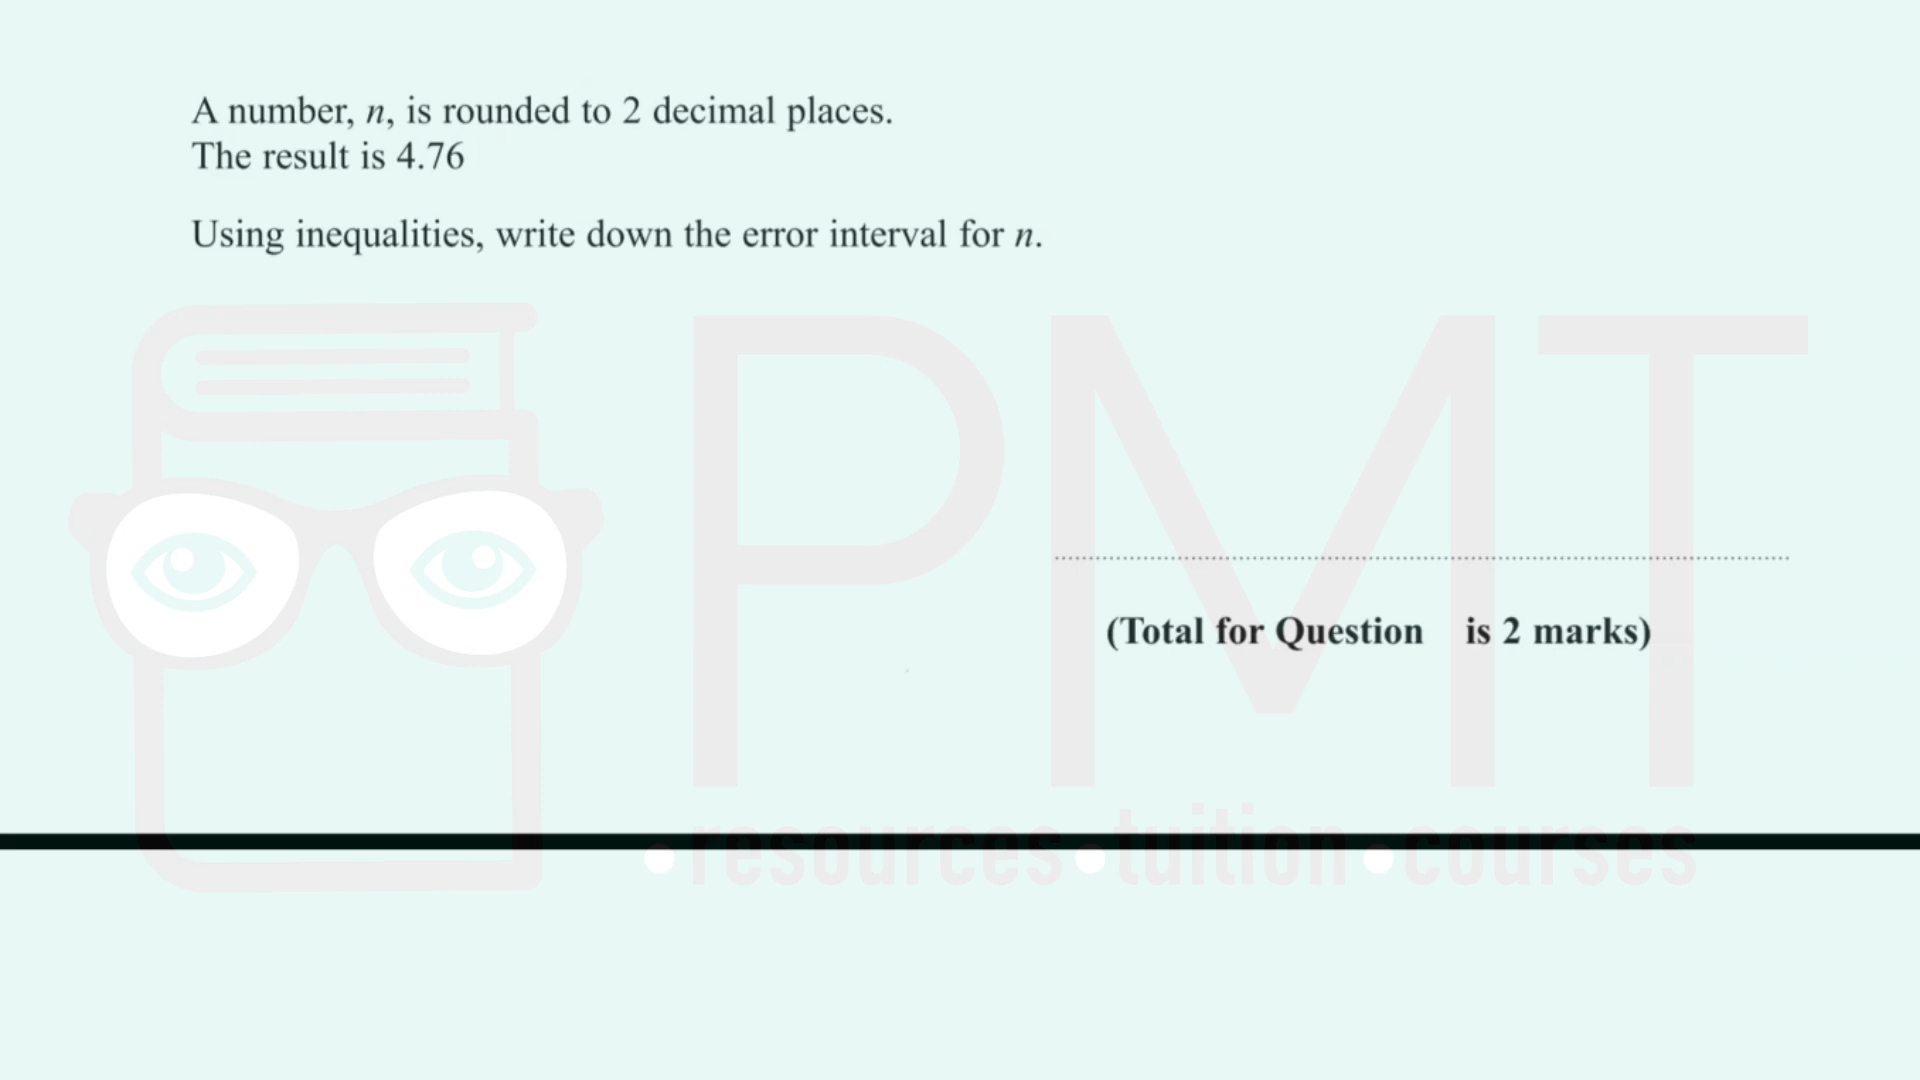 A number, n, is rounded to 2 decimal places.
The result is 4.76
Using inequalities, write down the error interval for n.
PMT
(Total for Question is 2 marks)
resources tuition courses